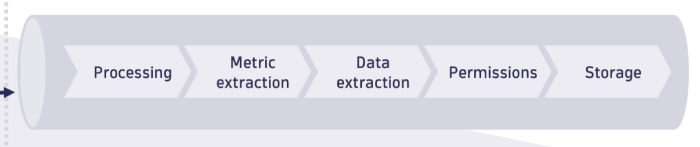 Processing
Metric
extraction
Data
extraction
Permissions
Storage